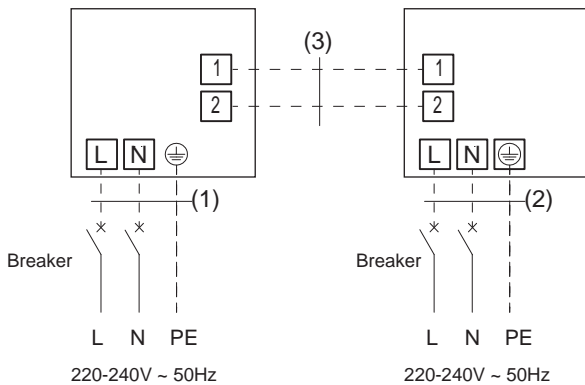 (3)
1 1
2 2
L N L N
(1) (2)
Breaker Breaker
L N PE L N PE
220-240V ~ 50Hz 220-240V ~ 50Hz